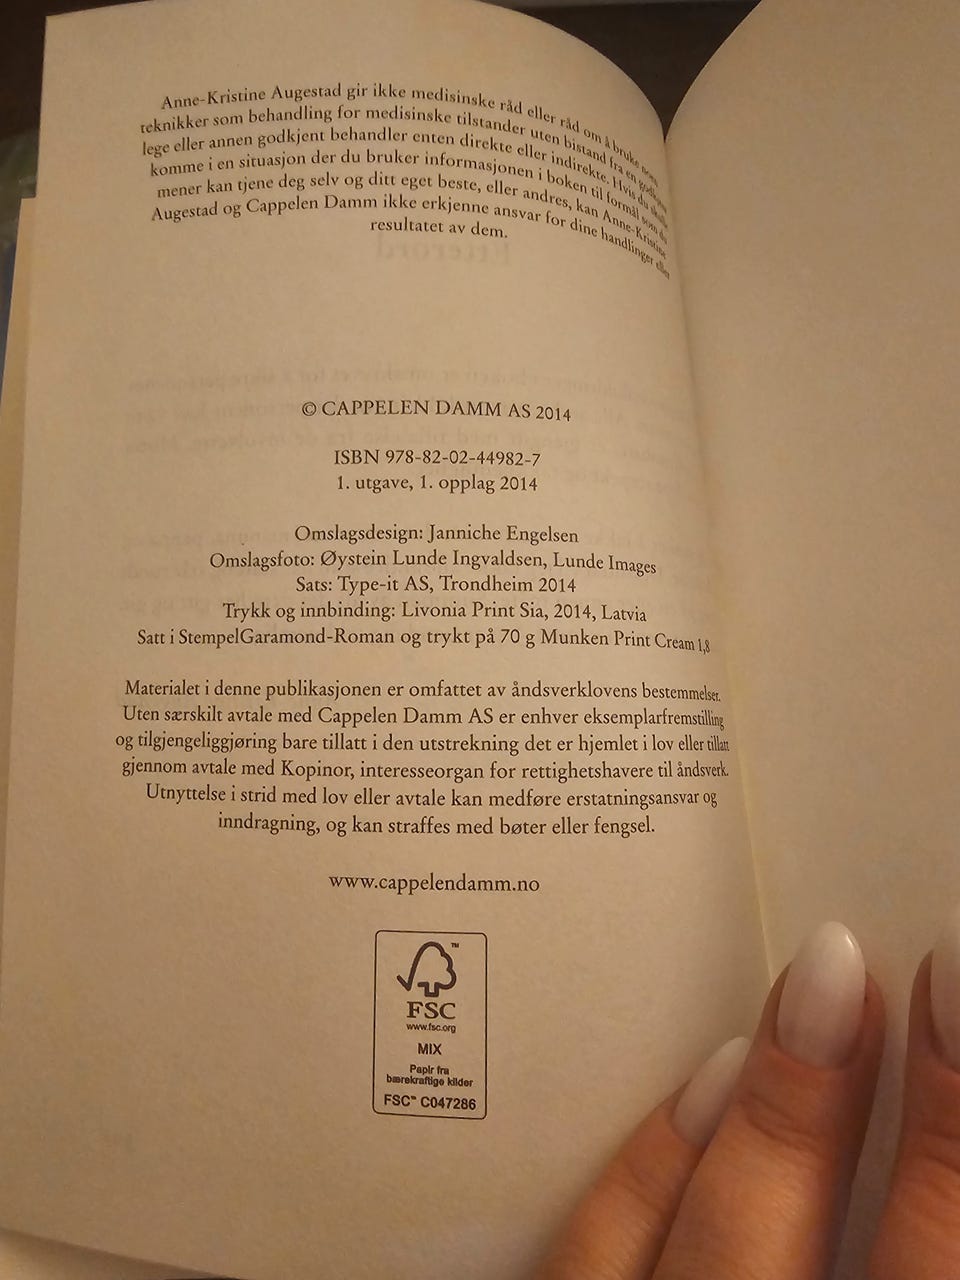 Anne-Kristine Augestad gir ikke medisinske råd eller råd om å bruke noen
teknikker som behandling for medisinske tilstander uten bistand fra en godkjent
lege eller annen godkjent behandler enten direkte eller indirekte. Hvis du skulle
komme i en situasjon der du bruker informasjonen i boken til formål som du
mener kan tjene deg selv og ditt eget beste, eller andres, kan Anne-Kristine
Augestad og Cappelen Damm ikke erkjenne ansvar for dine handlinger eller
resultatet av dem.
© CAPPELEN DAMM AS 2014
ISBN 978-82-02-44982-7
1. utgave, 1. opplag 2014
Omslagsdesign: Janniche Engelsen
Omslagsfoto: Øystein Lunde Ingvaldsen, Lunde Images
Sats: Type-it AS, Trondheim 2014
Trykk og innbinding: Livonia Print Sia, 2014, Latvia
Satt i StempelGaramond-Roman og trykt på 70 g Munken Print Cream 1,8
Materialet i denne publikasjonen er omfattet av åndsverklovens bestemmelser.
Uten særskilt avtale med Cappelen Damm AS er enhver eksemplarfremstilling
og tilgjengeliggjøring bare tillatt i den utstrekning det er hjemlet i lov eller tillatt
gjennom avtale med Kopinor, interesseorgan for rettighetshavere til åndsverk.
Utnyttelse i strid med lov eller avtale kan medføre erstatningsansvar og
inndragning, og kan straffes med bøter eller fengsel.
www.cappelendamm.no
™
FSC
www.fsc.org
MIX
Papir fra
bærekraftige kilder
FSC™ C047286